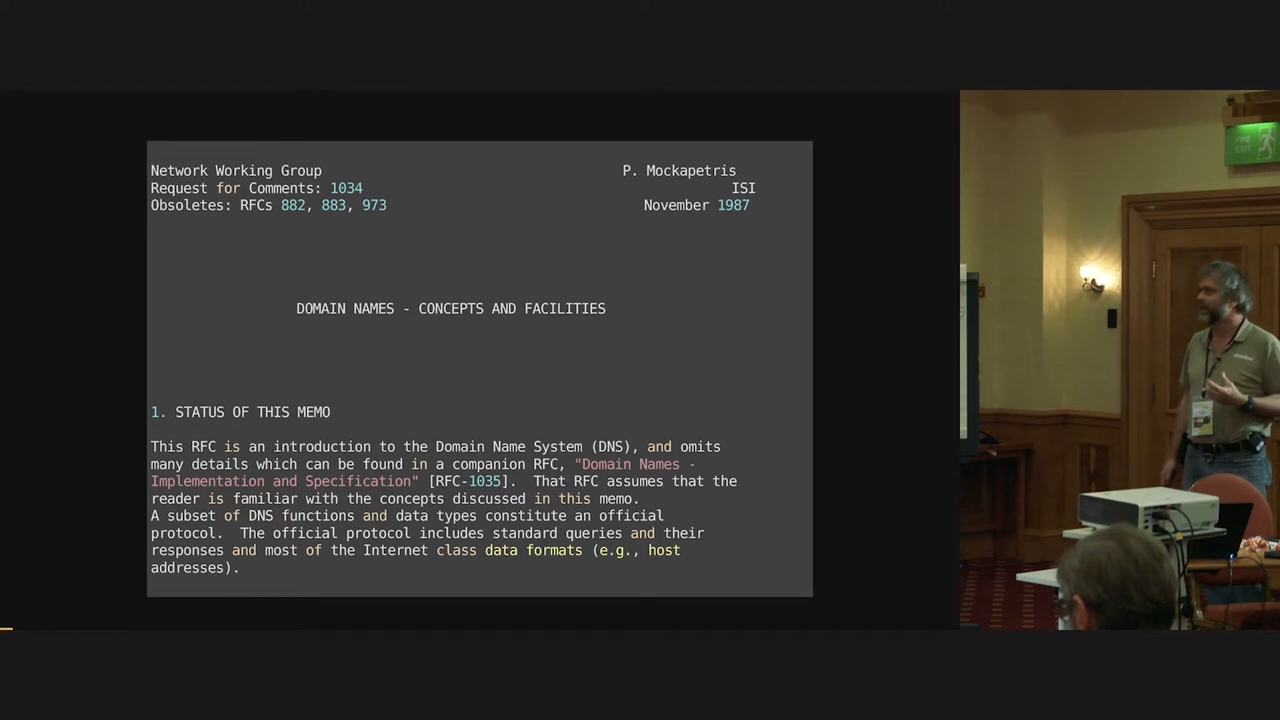 Network Working Group P. Mockapetris
Request for Comments: 1034 ISI
Obsoletes: RFCs 882, 883, 973 November 1987
DOMAIN NAMES - CONCEPTS AND FACILITIES
1. STATUS OF THIS MEMO
This RFC is an introduction to the Domain Name System (DNS), and omits
many details which can be found in a companion RFC, "Domain Names -
Implementation and Specification" [RFC-1035]. That RFC assumes that the
reader is familiar with the concepts discussed in this memo.
A subset of DNS functions and data types constitute an official
protocol. The official protocol includes standard queries and their
responses and most of the Internet class data formats (e.g., host
addresses).
FIRE
EXIT